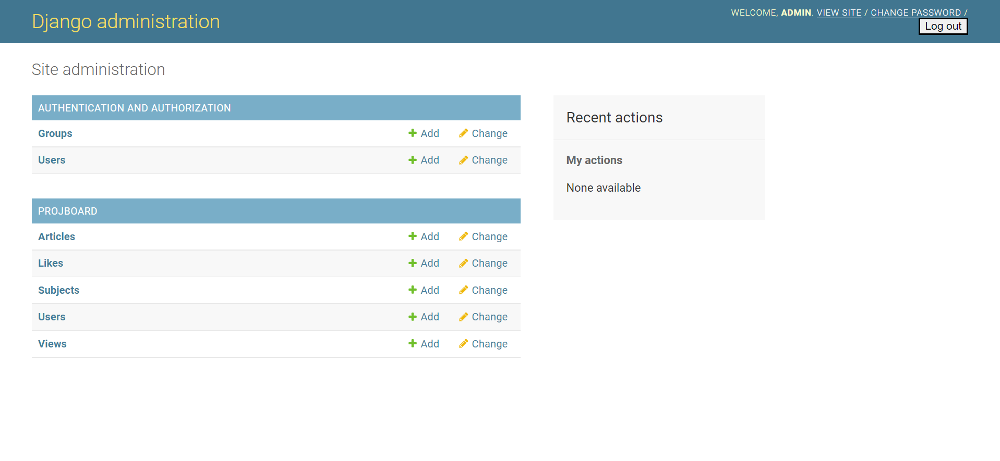 Django administration
WELCOME, ADMIN. VIEW SITE / CHANGE PASSWORD /
Log out
Site administration
AUTHENTICATION AND AUTHORIZATION
Groups Add Change
Users Add Change
PROJBOARD
Articles Add Change
Likes Add Change
Subjects Add Change
Users Add Change
Views Add Change
Recent actions
My actions
None available